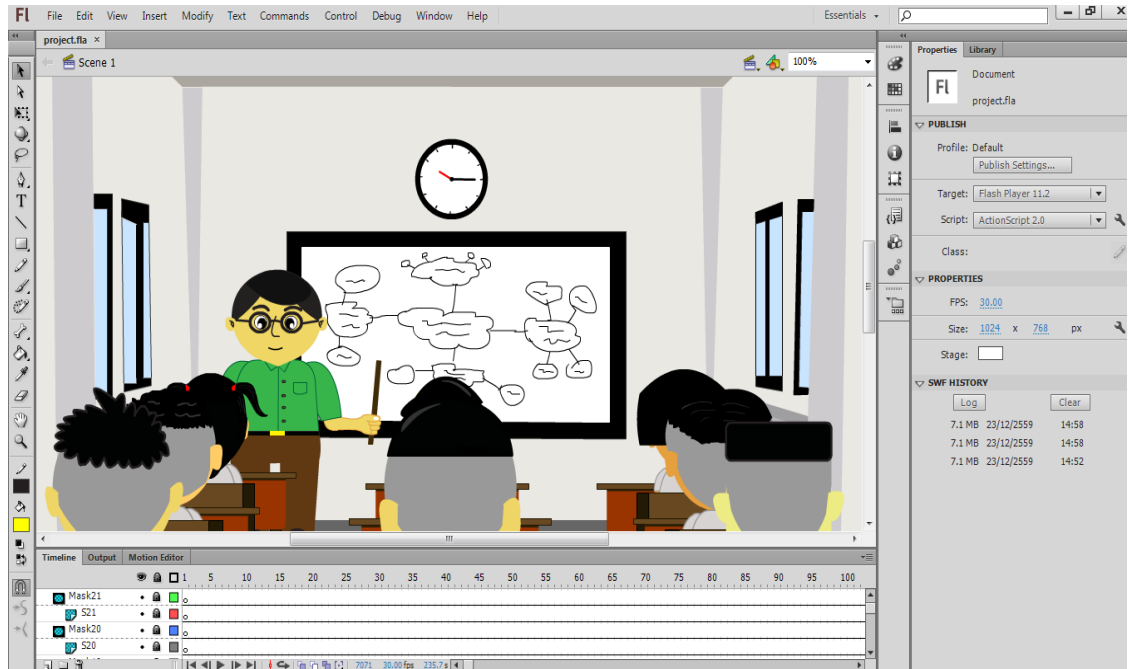 Fl File Edit View Insert Modify Text Commands Control Debug Window Help Essentials
project.fla ×
Scene 1 100%
Properties Library
Fl Document
project.fla
PUBLISH
Profile: Default
Publish Settings...
Target: Flash Player 11.2
Script: ActionScript 2.0
Class:
PROPERTIES
FPS: 30.00
Size: 1024 x 768 px
Stage:
SWF HISTORY
Log Clear
7.1 MB 23/12/2559 14:58
7.1 MB 23/12/2559 14:58
7.1 MB 23/12/2559 14:52
Timeline Output Motion Editor
1 5 10 15 20 25 30 35 40 45 50 55 60 65 70 75 80 85 90 95 100
Mask21
S21
Mask20
S20
7071 30.00 fps 235.7 s